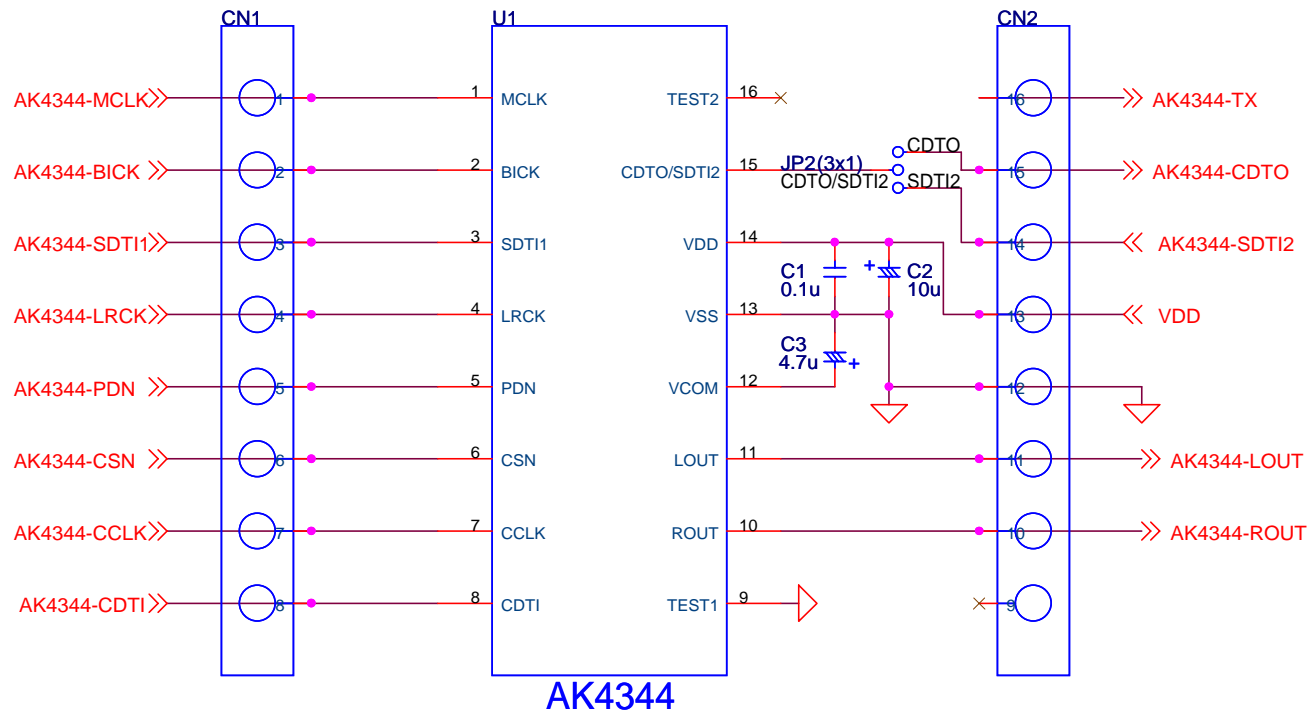 CN1 U1 CN2
AK4344-MCLK 1 1 MCLK TEST2 16 16 AK4344-TX
CDTO
AK4344-BICK 2 2 BICK CDTO/SDTI2 15 JP2(3x1) 15 AK4344-CDTO
CDTO/SDTI2 SDTI2
AK4344-SDTI1 3 3 SDTI1 VDD 14 14 AK4344-SDTI2
C1 + C2
0.1u 10u
AK4344-LRCK 4 4 LRCK VSS 13 13 VDD
C3
4.7u +
AK4344-PDN 5 5 PDN VCOM 12 12
AK4344-CSN 6 6 CSN LOUT 11 11 AK4344-LOUT
AK4344-CCLK 7 7 CCLK ROUT 10 10 AK4344-ROUT
AK4344-CDTI 8 8 CDTI TEST1 9 9
AK4344